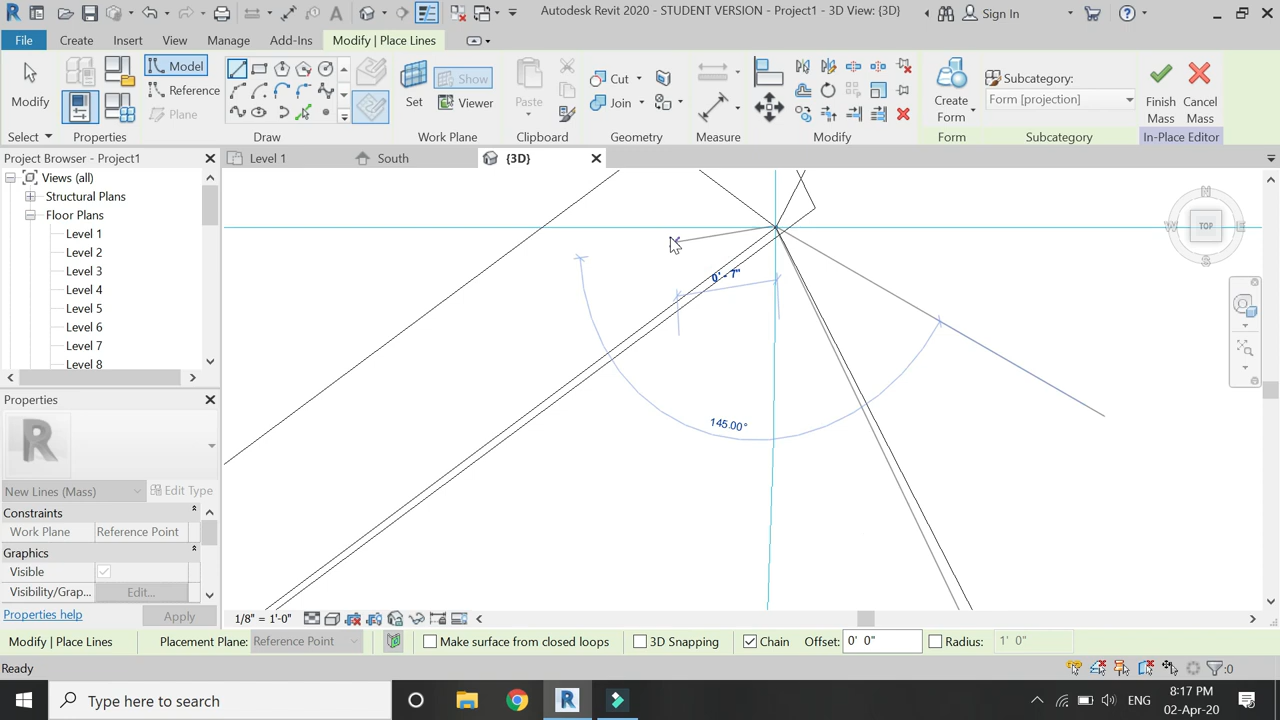 Autodesk Revit 2020 - STUDENT VERSION - Project1 - 3D View: {3D}
Sign In
File
Create
Insert
View
Manage
Add-Ins
Modify | Place Lines
Modify
Select
Properties
Model
Reference
Plane
Draw
Set
Show
Viewer
Work Plane
Paste
Clipboard
Cut
Join
Geometry
Measure
Modify
Create
Form
Form
Subcategory:
Form [projection]
Subcategory
Finish
Mass
Cancel
Mass
In-Place Editor
Project Browser - Project1
Level 1
South
{3D}
Views (all)
Structural Plans
Floor Plans
Level 1
Level 2
Level 3
Level 4
Level 5
Level 6
Level 7
Level 8
Properties
New Lines (Mass)
Edit Type
Constraints
Work Plane
Reference Point
Graphics
Visible
Visibility/Grap...
Edit...
Properties help
Apply
0' - 7"
145.00°
N
W
TOP
E
S
1/8" = 1'-0"
Modify | Place Lines
Placement Plane:
Reference Point
Make surface from closed loops
3D Snapping
Chain
Offset:
0' 0"
Radius:
1' 0"
Ready
:0
Type here to search
ENG
8:17 PM
02-Apr-20